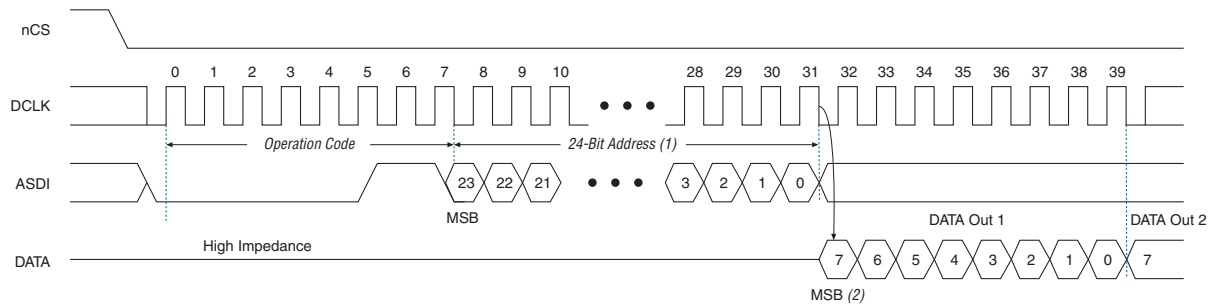 nCS
0 1 2 3 4 5 6 7 8 9 10 28 29 30 31 32 33 34 35 36 37 38 39
DCLK
Operation Code 24-Bit Address (1)
ASDI 23 22 21 3 2 1 0
MSB
DATA Out 1 DATA Out 2
High Impedance
DATA 7 6 5 4 3 2 1 0 7
MSB (2)